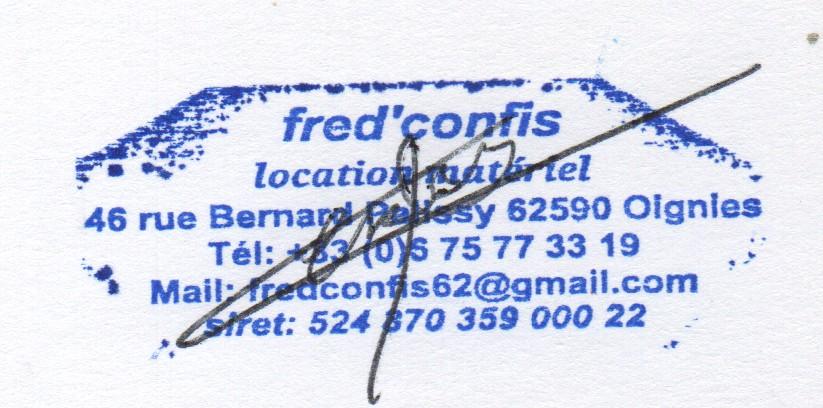 fred'confis
location matériel
46 rue Bernard Palissy 62590 Oignies
Tél: +33 (0)6 75 77 33 19
Mail: fredconfis62@gmail.com
siret: 524 870 359 000 22